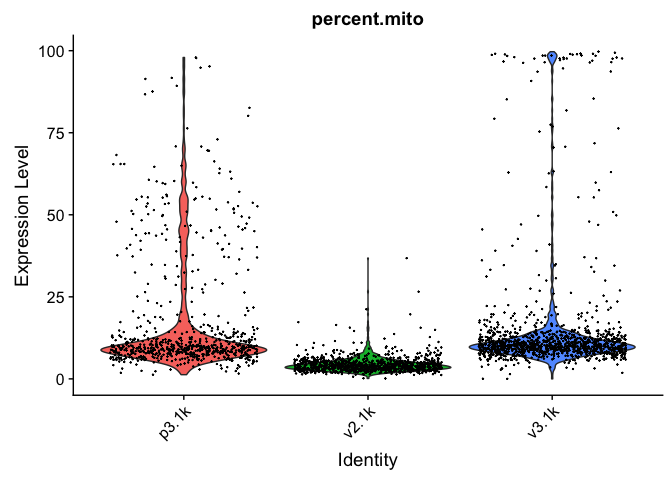 percent.mito
100
75
50
25
0
Expression Level
p3.1k
v2.1k
v3.1k
Identity